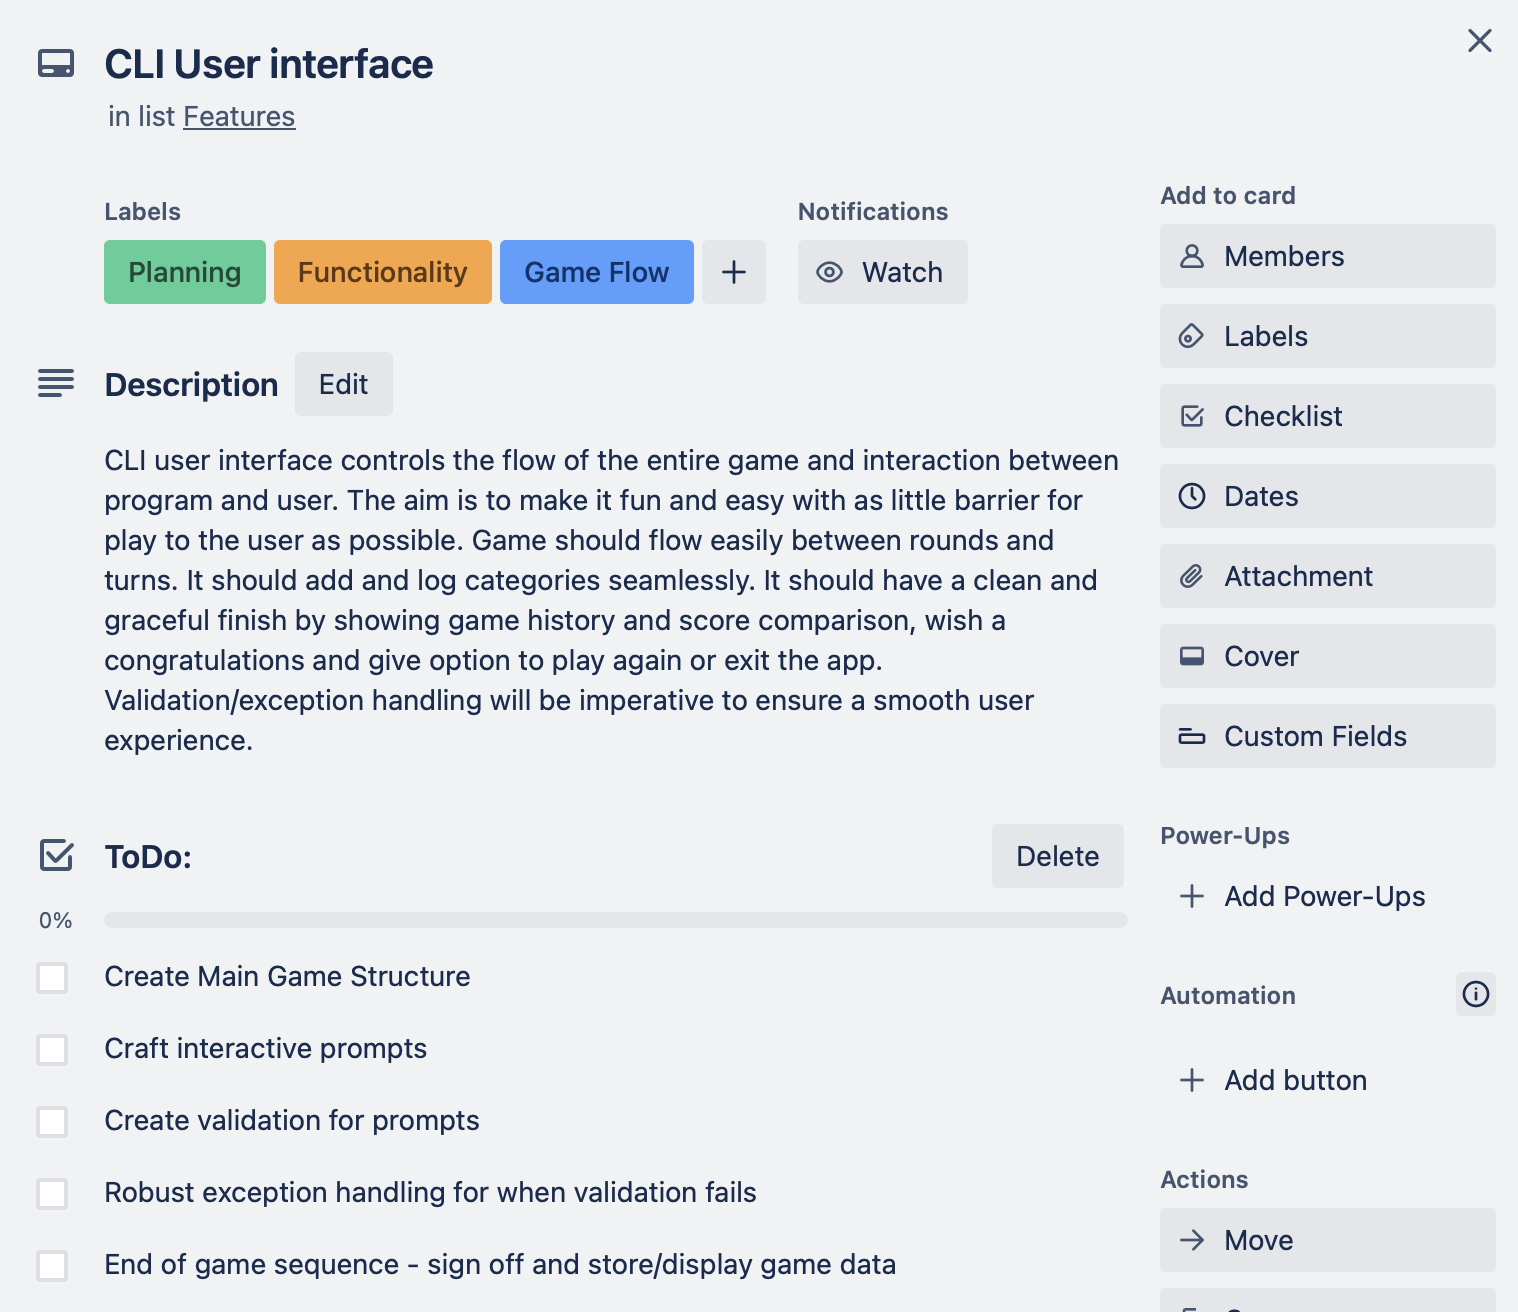 CLI User interface
in list Features
Labels
Planning
Functionality
Game Flow
Notifications
Watch
Description
Edit
CLI user interface controls the flow of the entire game and interaction between
program and user. The aim is to make it fun and easy with as little barrier for
play to the user as possible. Game should flow easily between rounds and
turns. It should add and log categories seamlessly. It should have a clean and
graceful finish by showing game history and score comparison, wish a
congratulations and give option to play again or exit the app.
Validation/exception handling will be imperative to ensure a smooth user
experience.
ToDo:
Delete
0%
Create Main Game Structure
Craft interactive prompts
Create validation for prompts
Robust exception handling for when validation fails
End of game sequence - sign off and store/display game data
Add to card
Members
Labels
Checklist
Dates
Attachment
Cover
Custom Fields
Power-Ups
Add Power-Ups
Automation
Add button
Actions
Move